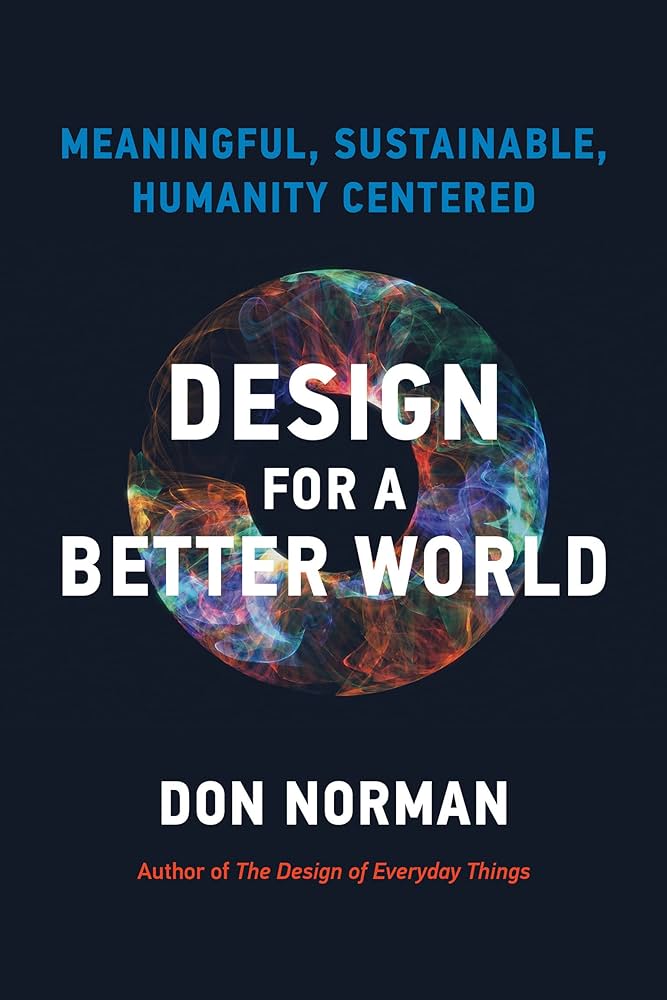 MEANINGFUL, SUSTAINABLE,
HUMANITY CENTERED
DESIGN
FOR A
BETTER WORLD
DON NORMAN
Author of The Design of Everyday Things